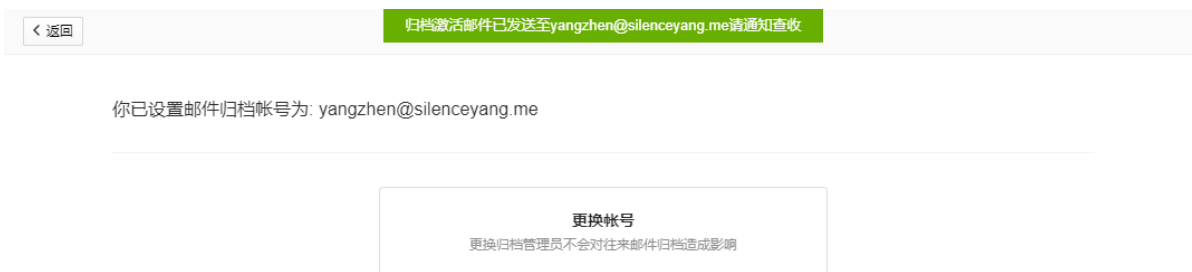 返回
归档激活邮件已发送至yangzhen@silenceyang.me请通知查收
你已设置邮件归档帐号为: yangzhen@silenceyang.me
更换帐号
更换归档管理员不会对往来邮件归档造成影响